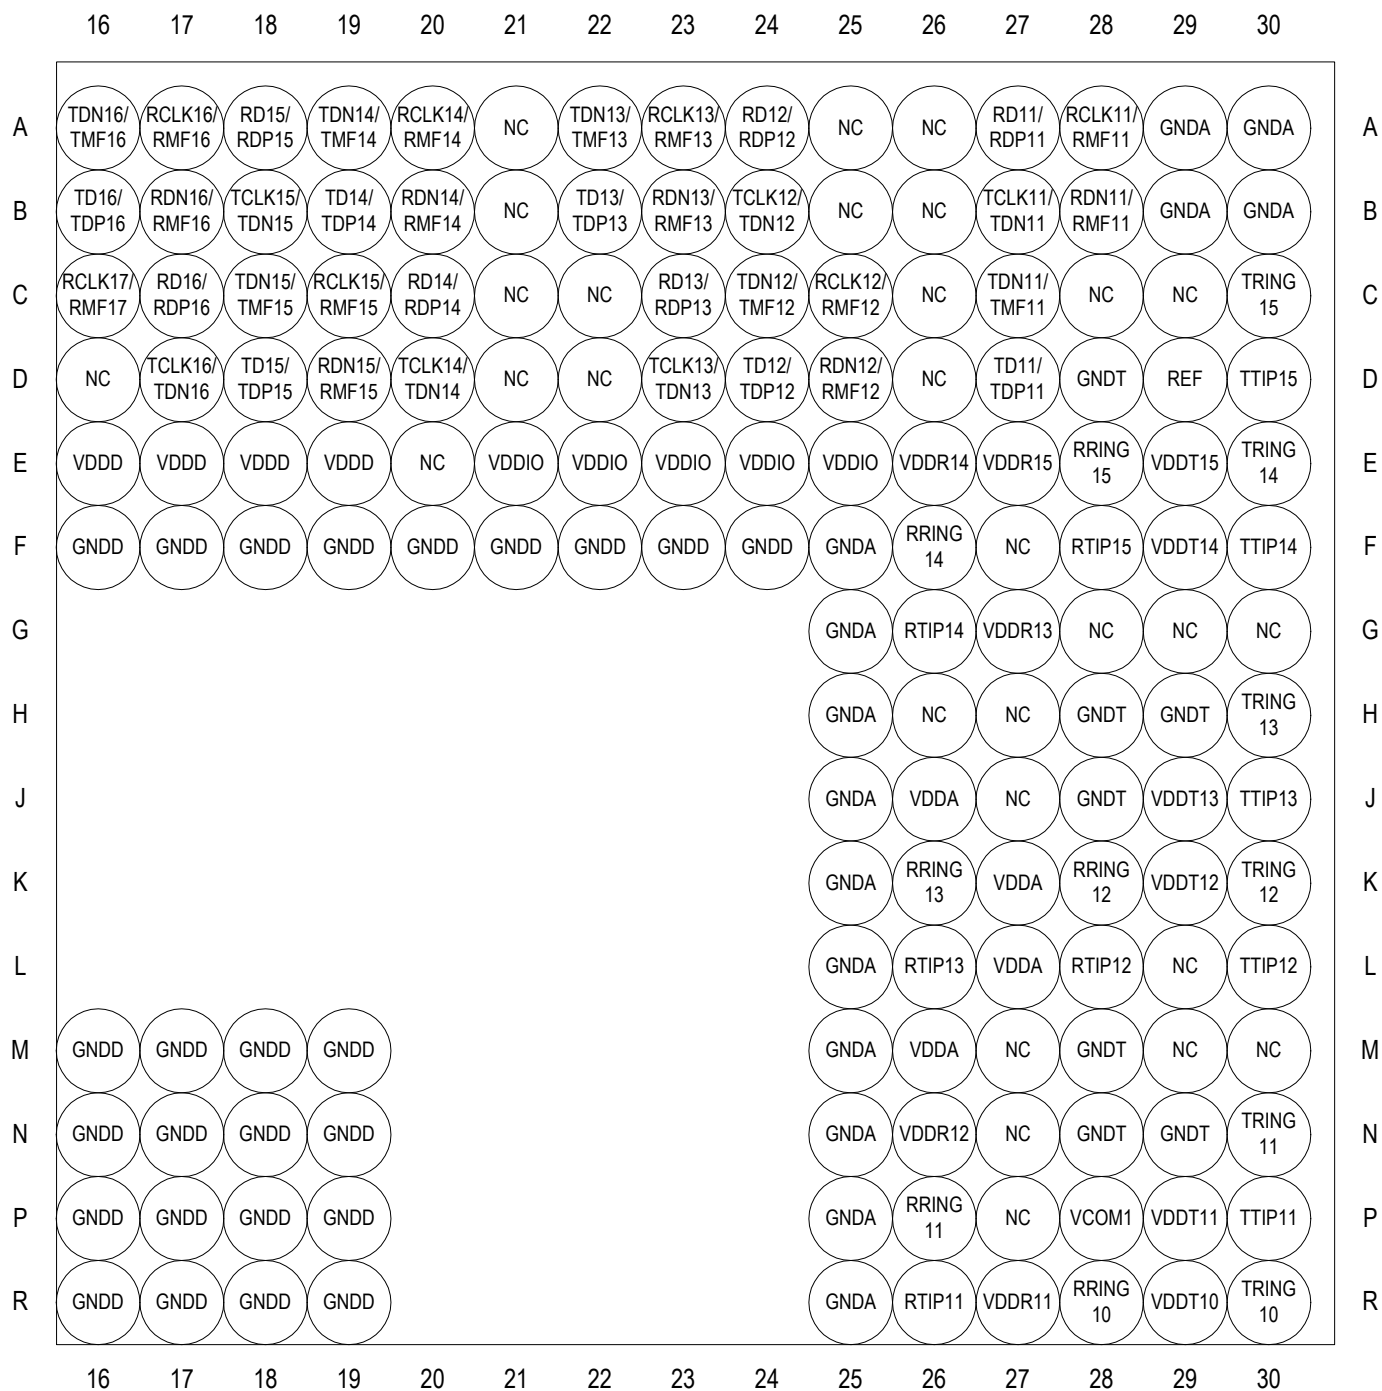 16 17 18 19 20 21 22 23 24 25 26 27 28 29 30
A TDN16/ RCLK16/ RD15/ TDN14/ RCLK14/ NC TDN13/ RCLK13/ RD12/ NC NC RD11/ RCLK11/ GNDA GNDA A
TMF16 RMF16 RDP15 TMF14 RMF14 TMF13 RMF13 RDP12 RDP11 RMF11
B TD16/ RDN16/ TCLK15/ TD14/ RDN14/ NC TD13/ RDN13/ TCLK12/ NC NC TCLK11/ RDN11/ GNDA GNDA B
TDP16 RMF16 TDN15 TDP14 RMF14 TDP13 RMF13 TDN12 TDN11 RMF11
C RCLK17/ RD16/ TDN15/ RCLK15/ RD14/ NC NC RD13/ TDN12/ RCLK12/ NC TDN11/ NC NC TRING C
RMF17 RDP16 TMF15 RMF15 RDP14 RDP13 TMF12 RMF12 TMF11 15
D NC TCLK16/ TD15/ RDN15/ TCLK14/ NC NC TCLK13/ TD12/ RDN12/ NC TD11/ GNDT REF TTIP15 D
TDN16 TDP15 RMF15 TDN14 TDN13 TDP12 RMF12 TDP11
E VDDD VDDD VDDD VDDD NC VDDIO VDDIO VDDIO VDDIO VDDIO VDDR14 VDDR15 RRING VDDT15 TRING E
15 14
F GNDD GNDD GNDD GNDD GNDD GNDD GNDD GNDD GNDD GNDA RRING NC RTIP15 VDDT14 TTIP14 F
14
G GNDA RTIP14 VDDR13 NC NC NC G
H GNDA NC NC GNDT GNDT TRING H
13
J GNDA VDDA NC GNDT VDDT13 TTIP13 J
K GNDA RRING VDDA RRING VDDT12 TRING K
13 12 12
L GNDA RTIP13 VDDA RTIP12 NC TTIP12 L
M GNDD GNDD GNDD GNDD GNDA VDDA NC GNDT NC NC M
N GNDD GNDD GNDD GNDD GNDA VDDR12 NC GNDT GNDT TRING N
11
P GNDD GNDD GNDD GNDD GNDA RRING NC VCOM1 VDDT11 TTIP11 P
11
R GNDD GNDD GNDD GNDD GNDA RTIP11 VDDR11 RRING VDDT10 TRING R
10 10
16 17 18 19 20 21 22 23 24 25 26 27 28 29 30